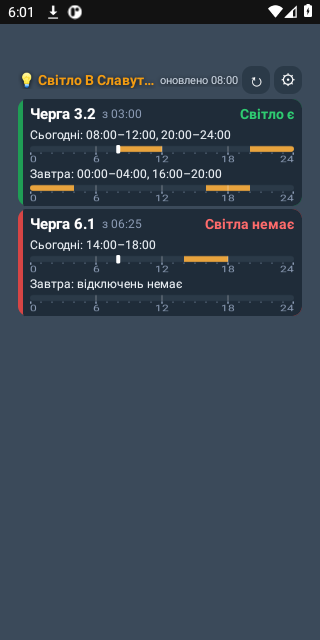 6:01
Світло В Славут... оновлено 08:00
Черга 3.2 з 03:00 Світло є
Сьогодні: 08:00–12:00, 20:00–24:00
0 6 12 18 24
Завтра: 00:00–04:00, 16:00–20:00
0 6 12 18 24
Черга 6.1 з 06:25 Світла немає
Сьогодні: 14:00–18:00
0 6 12 18 24
Завтра: відключень немає
0 6 12 18 24